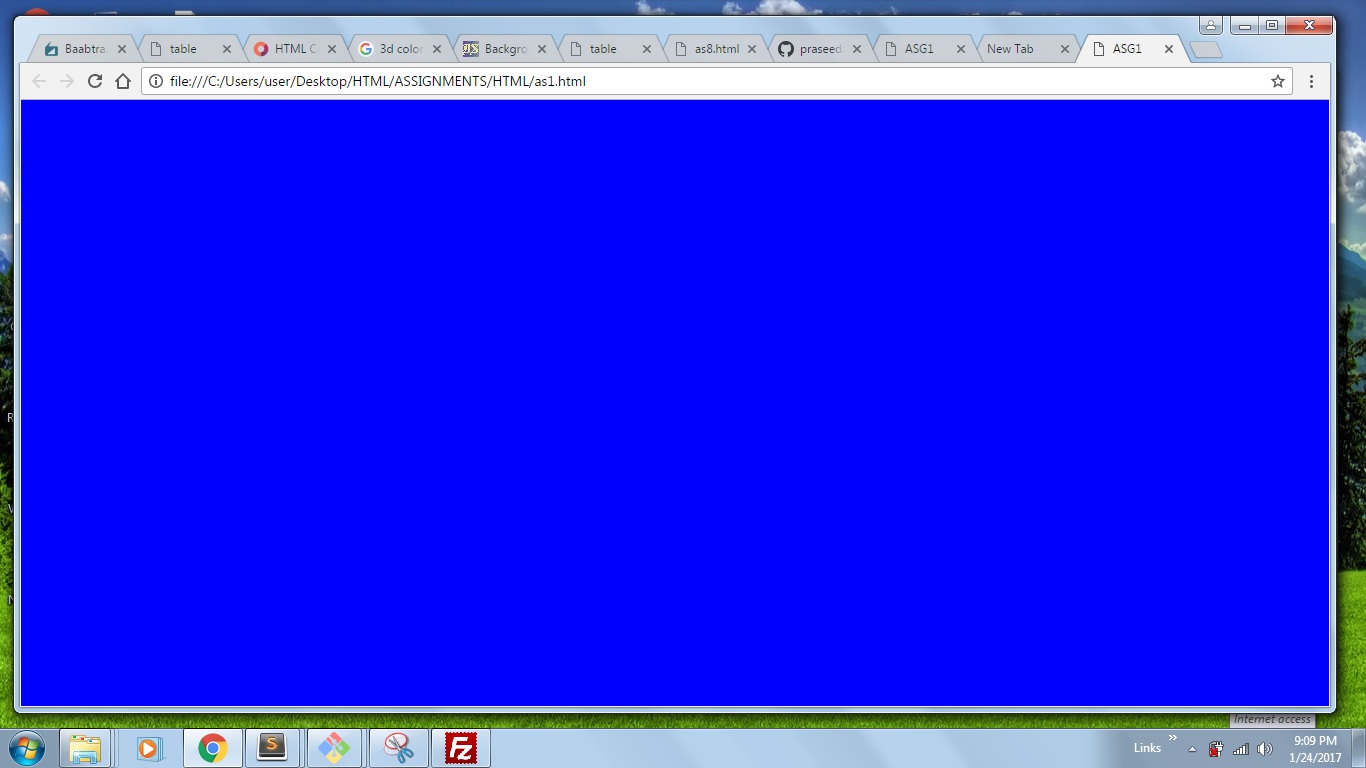 Baabtra
table
HTML C
3d color
Backgro
table
as8.html
praseeda
ASG1
New Tab
ASG1
file:///C:/Users/user/Desktop/HTML/ASSIGNMENTS/HTML/as1.html
Internet access
Links
9:09 PM
1/24/2017